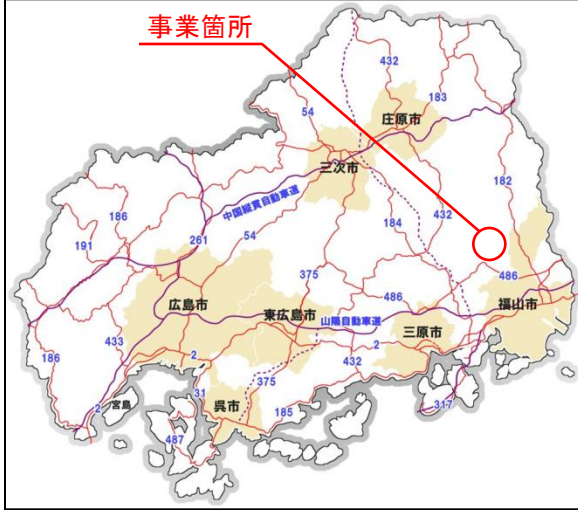 事業箇所
432
183
54
庄原市
三次市
182
中国縦貫自動車道
186
432
184
191
261
54
486
375
486
福山市
広島市
東広島市
山陽自動車道
三原市
433
2
2
186
432
375
31
317
宮島
2
呉市
185
487